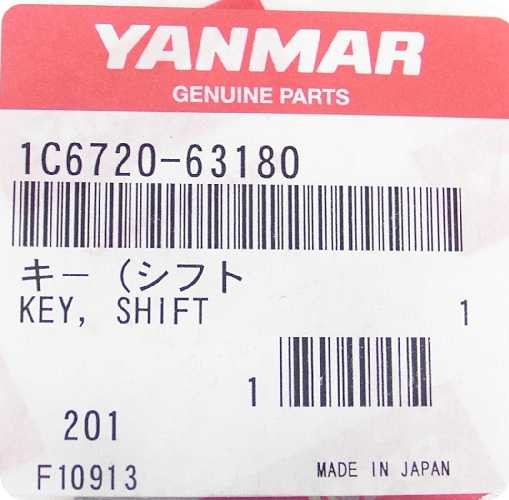 YANMAR
GENUINE PARTS
1C6720-63180
キー (シフト
KEY, SHIFT 1
1
201
F10913 MADE IN JAPAN